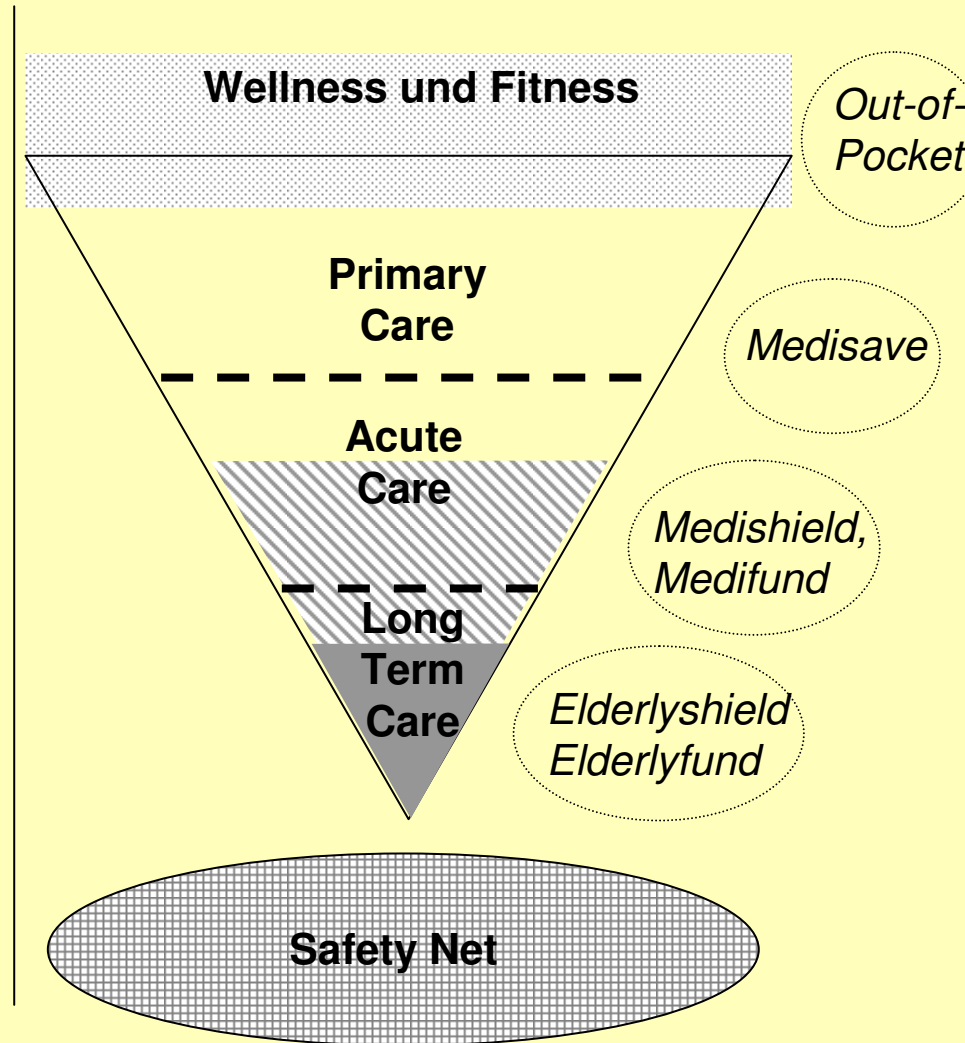 Wellness und Fitness
Out-of-
Pocket
Primary
Care
Medisave
Acute
Care
Medishield,
Medifund
Long
Term
Care
Elderlyshield
Elderlyfund
Safety Net